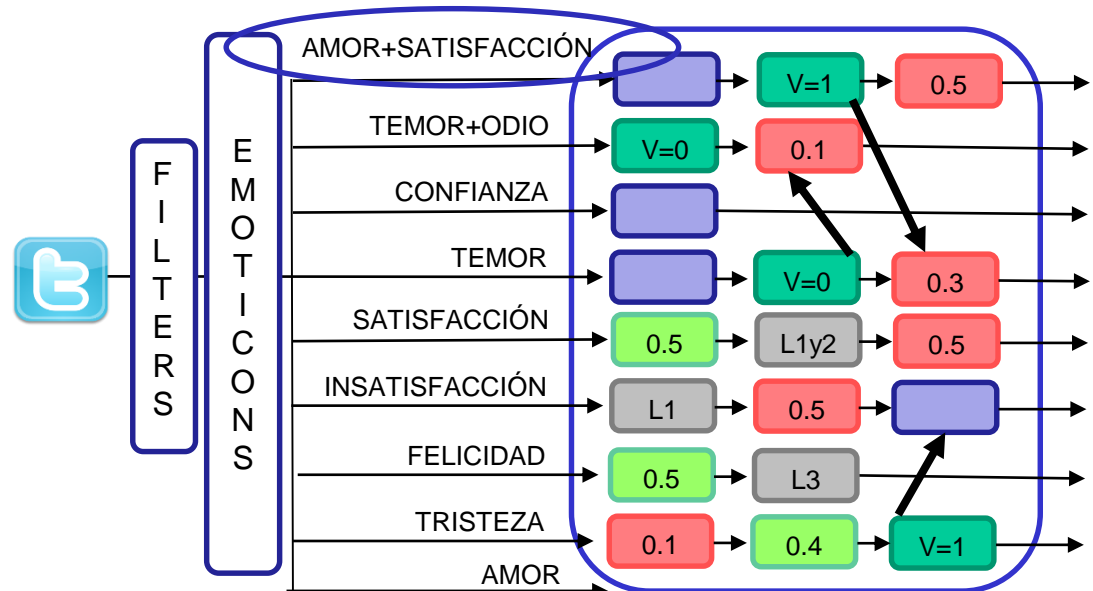 FILTERS
EMOTICONS
AMOR+SATISFACCIÓN
V=1
0.5
TEMOR+ODIO
V=0
0.1
CONFIANZA
TEMOR
V=0
0.3
SATISFACCIÓN
0.5
L1y2
0.5
INSATISFACCIÓN
L1
0.5
FELICIDAD
0.5
L3
TRISTEZA
0.1
0.4
V=1
AMOR